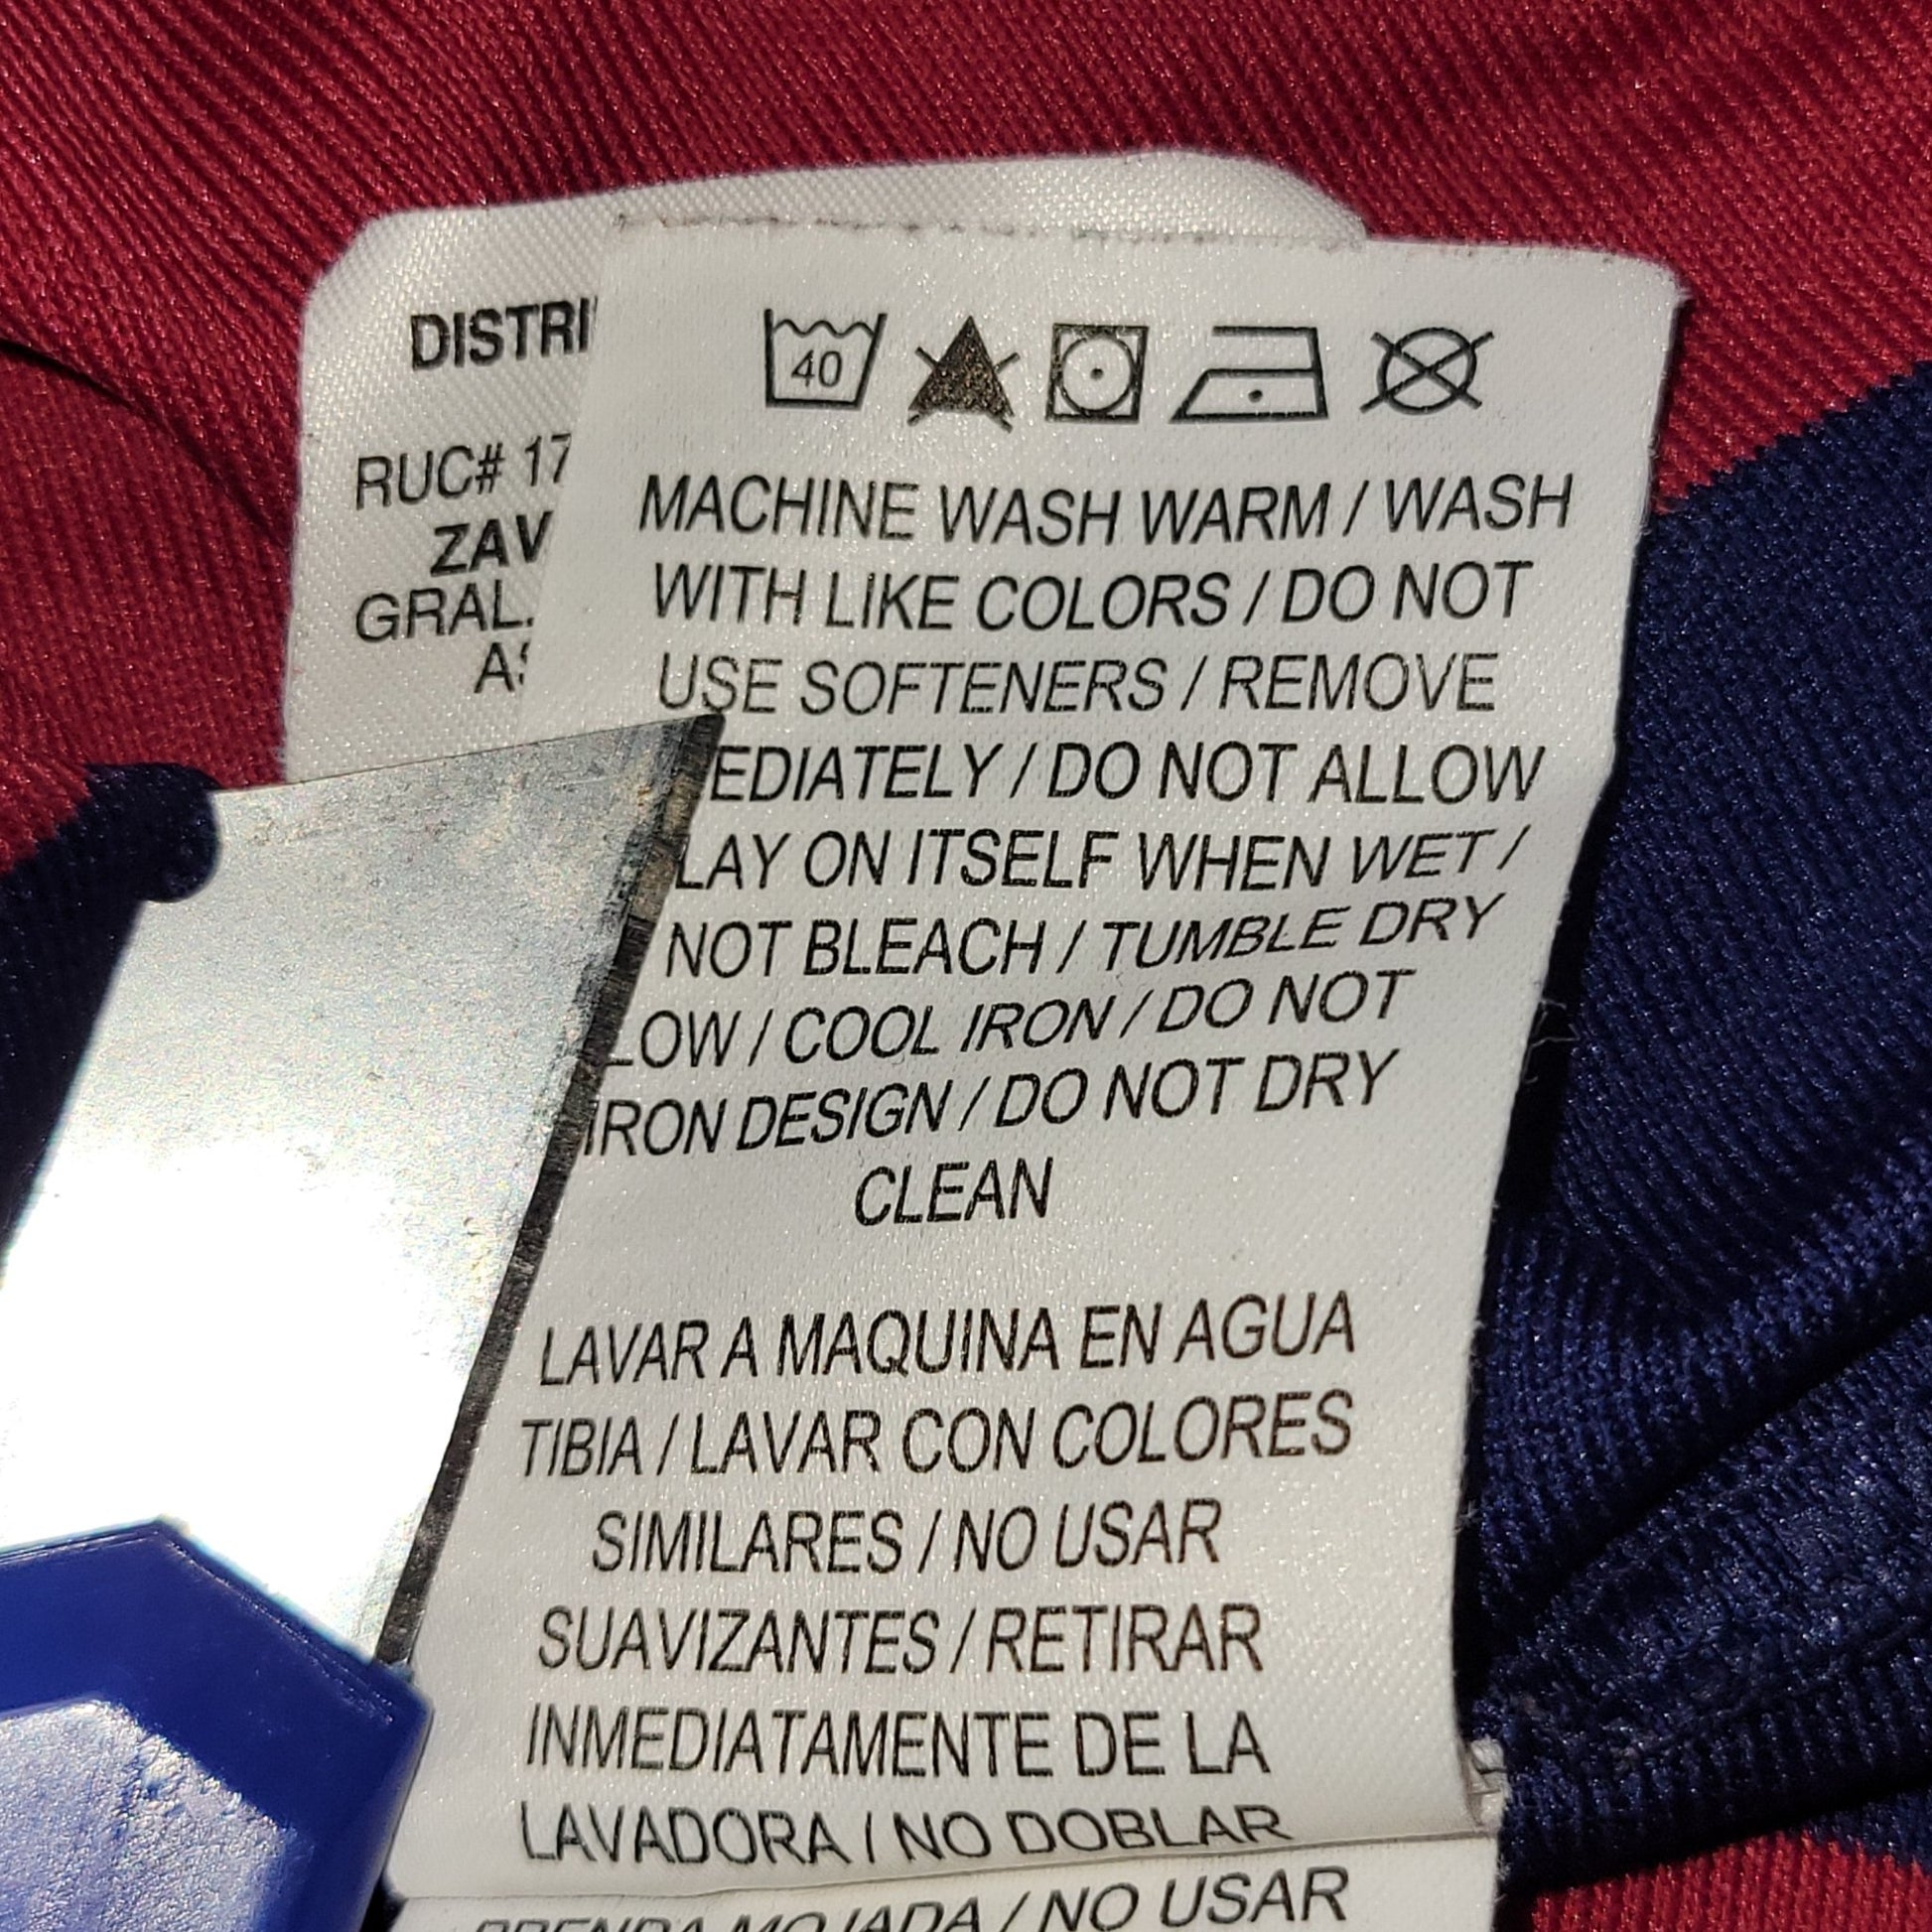 DISTRI
RUC# 17
ZAV
GRAL.
40
MACHINE WASH WARM / WASH
WITH LIKE COLORS / DO NOT
USE SOFTENERS / REMOVE
EDIATELY / DO NOT ALLOW
LAY ON ITSELF WHEN WET /
NOT BLEACH / TUMBLE DRY
LOW / COOL IRON / DO NOT
IRON DESIGN / DO NOT DRY
CLEAN
LAVAR A MAQUINA EN AGUA
TIBIA / LAVAR CON COLORES
SIMILARES / NO USAR
SUAVIZANTES / RETIRAR
INMEDIATAMENTE DE LA
LAVADORA / NO DOBLAR
PRENDA MOJADA / NO USAR